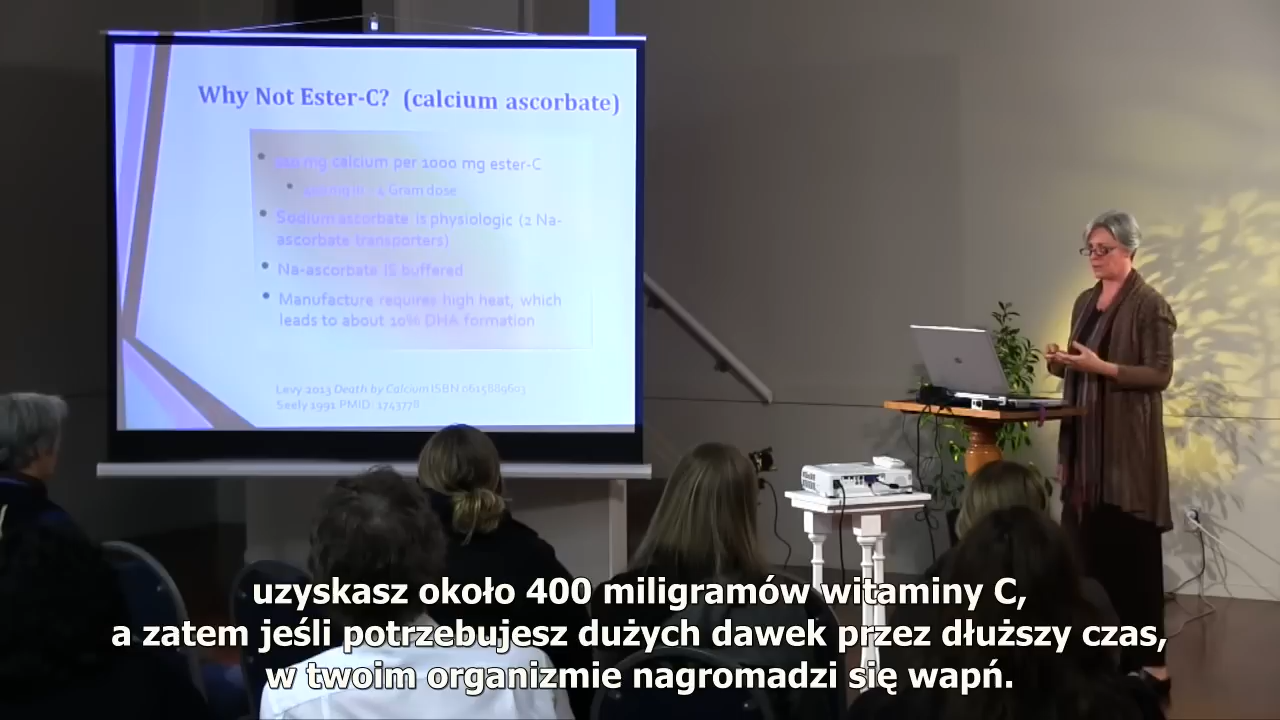 Why Not Ester-C? (calcium ascorbate)
mg calcium per 1000 mg ester-C
Gram dose
Sodium ascorbate is physiologic (2 Na-
ascorbate transporters)
Na-ascorbate IS buffered
Manufacture requires high heat, which
leads to about 10% DHA formation
Levy 2013 Death by Calcium ISBN 0615889603
Seely 1991 PMID: 1743778
uzyskasz około 400 miligramów witaminy C,
a zatem jeśli potrzebujesz dużych dawek przez dłuższy czas,
w twoim organizmie nagromadzi się wapń.